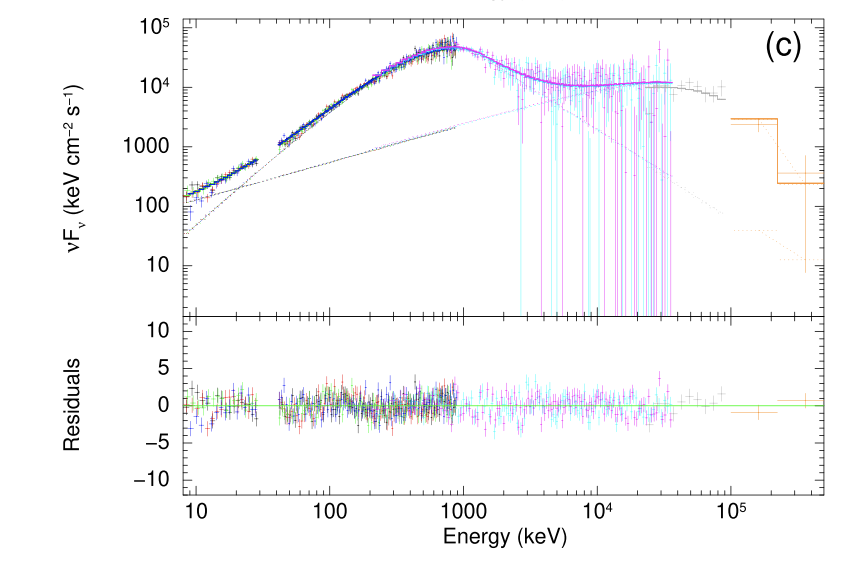 (c)
10⁵
10⁴
1000
100
10
νFν (keV cm⁻² s⁻¹)
10
5
0
−5
−10
Residuals
10 100 1000 10⁴ 10⁵
Energy (keV)